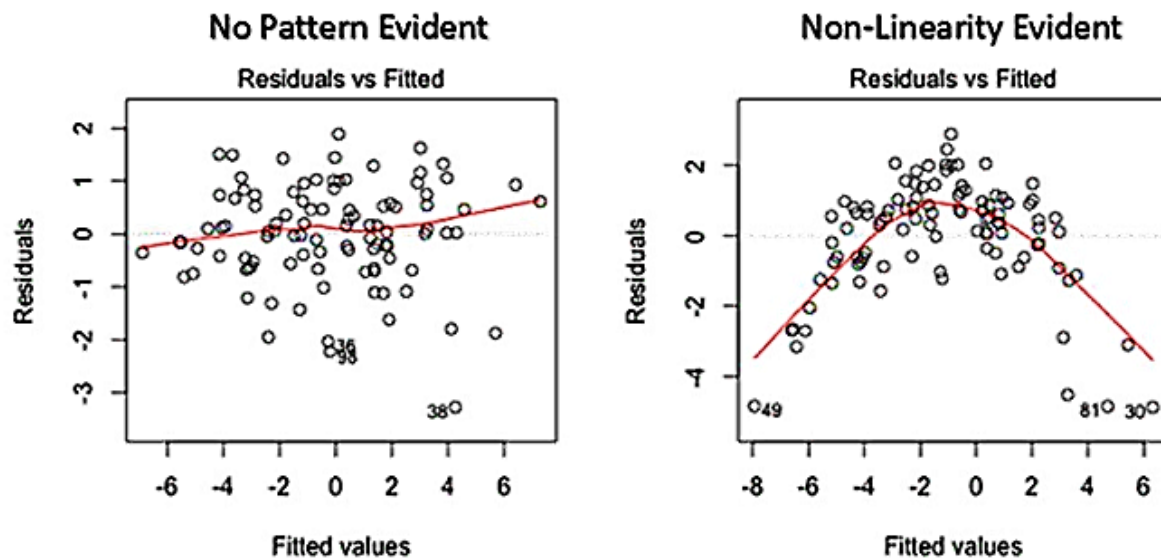 No Pattern Evident
Residuals vs Fitted
Residuals
2
1
0
-1
-2
-3
36
98
38
-6 -4 -2 0 2 4 6
Fitted values
Non-Linearity Evident
Residuals vs Fitted
Residuals
2
0
-2
-4
49
81
30
-8 -6 -4 -2 0 2 4 6
Fitted values